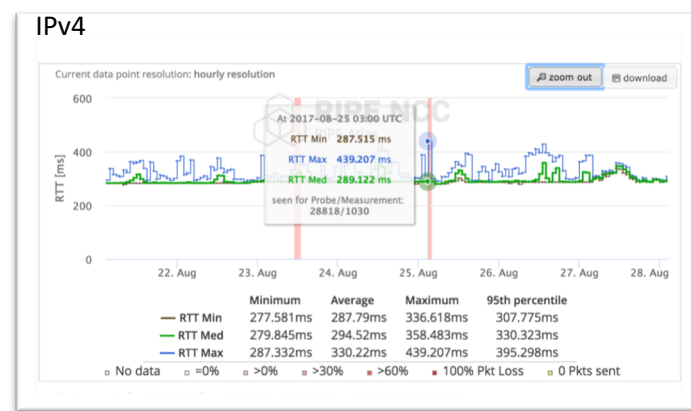 IPv4
Current data point resolution: hourly resolution
zoom out
download
RIPE NCC
RIPE Atlas
600
400
200
0
RTT [ms]
At 2017-08-25 03:00 UTC
RTT Min 287.515 ms
RTT Max 439.207 ms
RTT Med 289.122 ms
seen for Probe/Measurement:
28818/1030
22. Aug 23. Aug 24. Aug 25. Aug 26. Aug 27. Aug 28. Aug
Minimum Average Maximum 95th percentile
RTT Min 277.581ms 287.79ms 336.618ms 307.775ms
RTT Med 279.845ms 294.52ms 358.483ms 330.323ms
RTT Max 287.332ms 330.22ms 439.207ms 395.298ms
No data =0% >0% >30% >60% 100% Pkt Loss 0 Pkts sent